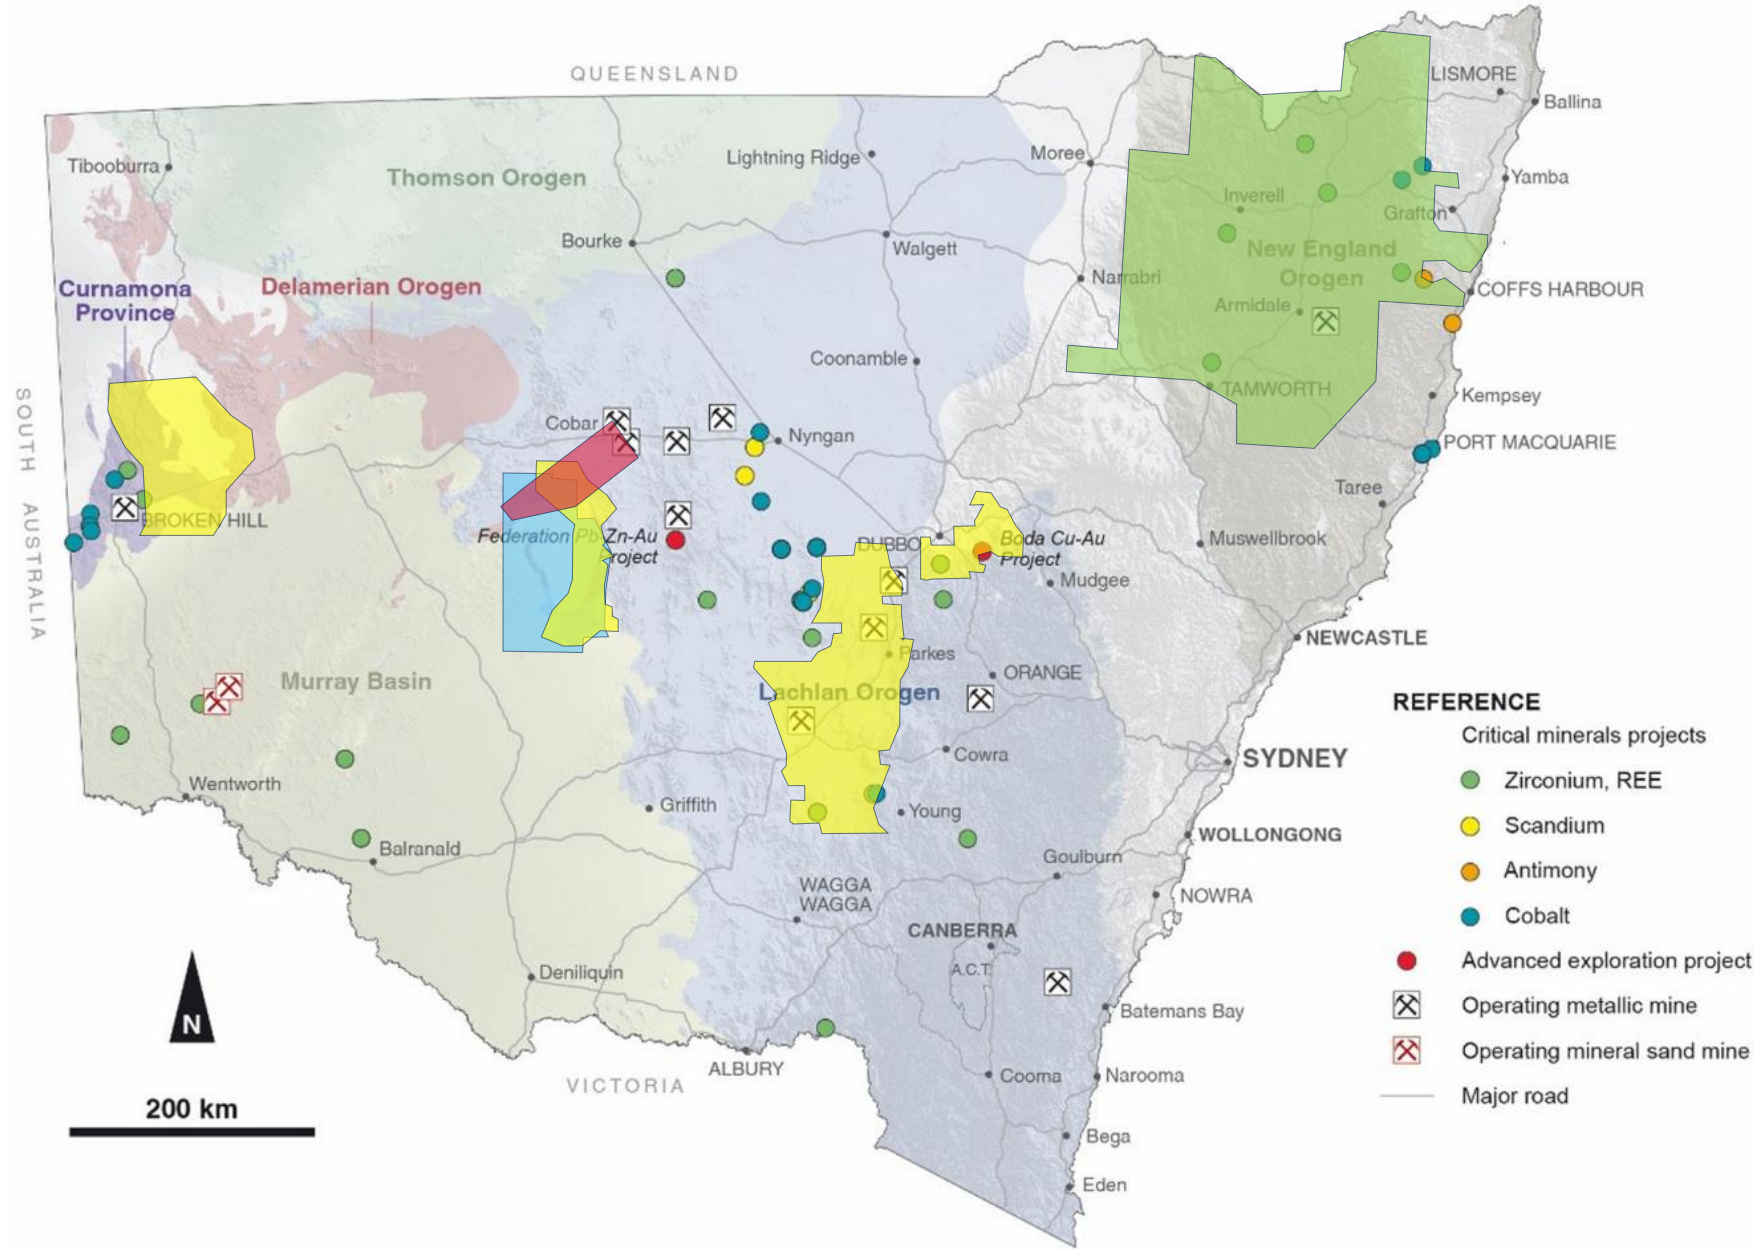 QUEENSLAND
LISMORE
Ballina
Tibooburra
Lightning Ridge
Moree
Thomson Orogen
Yamba
Inverell
Grafton
Bourke
Walgett
New England
Orogen
Narrabri
Curnamona
Province
Delamerian Orogen
COFFS HARBOUR
Armidale
Coonamble
TAMWORTH
Kempsey
Cobar
Nyngan
PORT MACQUARIE
SOUTH AUSTRALIA
Taree
BROKEN HILL
Federation Pb-Zn-Au
Project
DUBBO
Boda Cu-Au
Project
Muswellbrook
Mudgee
NEWCASTLE
Parkes
ORANGE
Murray Basin
Lachlan Orogen
Cowra
SYDNEY
Wentworth
Griffith
Young
WOLLONGONG
Balranald
Goulburn
WAGGA
WAGGA
NOWRA
CANBERRA
A.C.T.
Deniliquin
Batemans Bay
ALBURY
VICTORIA
Cooma
Narooma
Bega
Eden
N
200 km
REFERENCE
Critical minerals projects
Zirconium, REE
Scandium
Antimony
Cobalt
Advanced exploration project
Operating metallic mine
Operating mineral sand mine
Major road